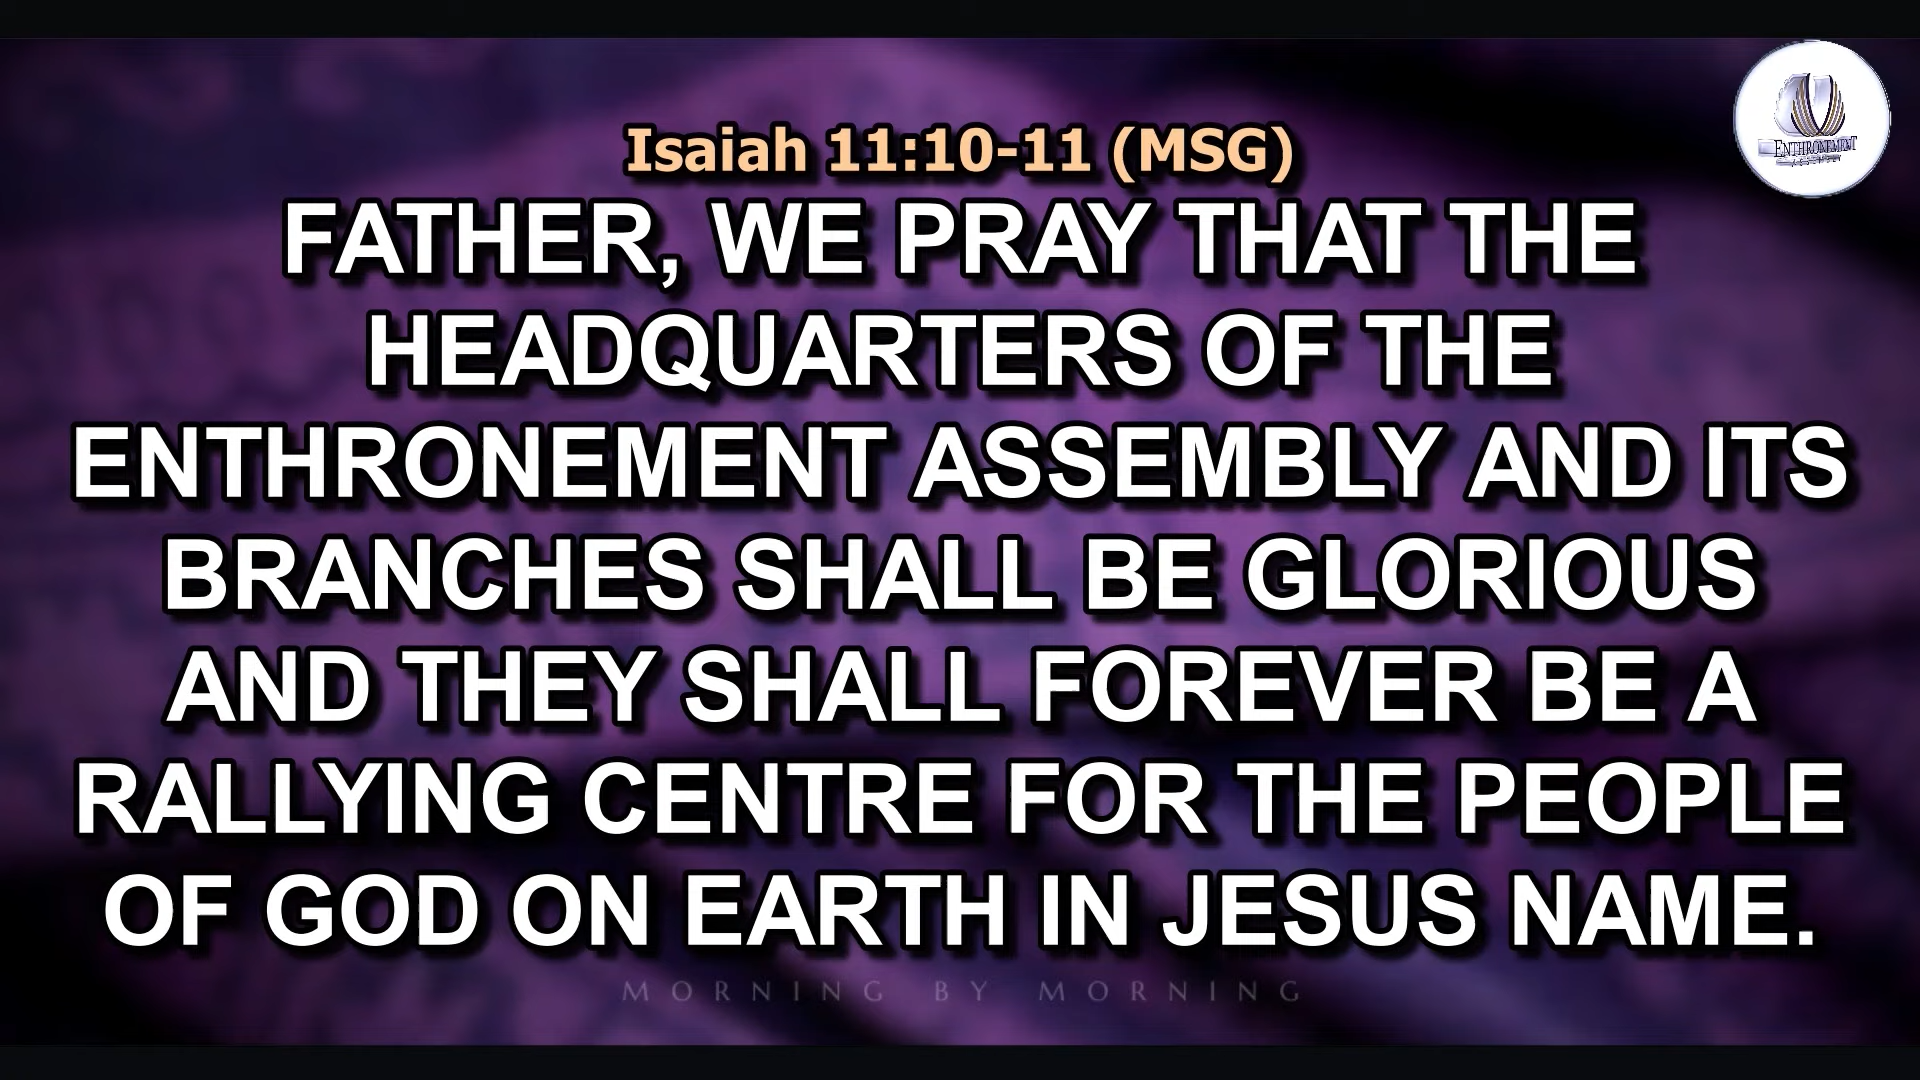 Isaiah 11:10-11 (MSG)
FATHER, WE PRAY THAT THE
HEADQUARTERS OF THE
ENTHRONEMENT ASSEMBLY AND ITS
BRANCHES SHALL BE GLORIOUS
AND THEY SHALL FOREVER BE A
RALLYING CENTRE FOR THE PEOPLE
OF GOD ON EARTH IN JESUS NAME.
MORNING BY MORNING
ENTHRONEMENT
ASSEMBLY